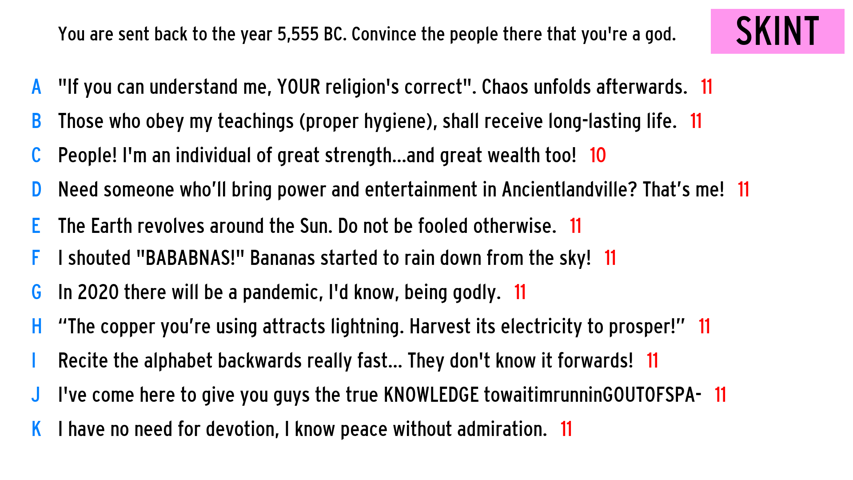 You are sent back to the year 5,555 BC. Convince the people there that you're a god.
SKINT
A "If you can understand me, YOUR religion's correct". Chaos unfolds afterwards. 11
B Those who obey my teachings (proper hygiene), shall receive long-lasting life. 11
C People! I'm an individual of great strength...and great wealth too! 10
D Need someone who’ll bring power and entertainment in Ancientlandville? That’s me! 11
E The Earth revolves around the Sun. Do not be fooled otherwise. 11
F I shouted "BABABNAS!" Bananas started to rain down from the sky! 11
G In 2020 there will be a pandemic, I'd know, being godly. 11
H “The copper you’re using attracts lightning. Harvest its electricity to prosper!” 11
I Recite the alphabet backwards really fast... They don't know it forwards! 11
J I've come here to give you guys the true KNOWLEDGE towaitimrunninGOUTOFSPA- 11
K I have no need for devotion, I know peace without admiration. 11